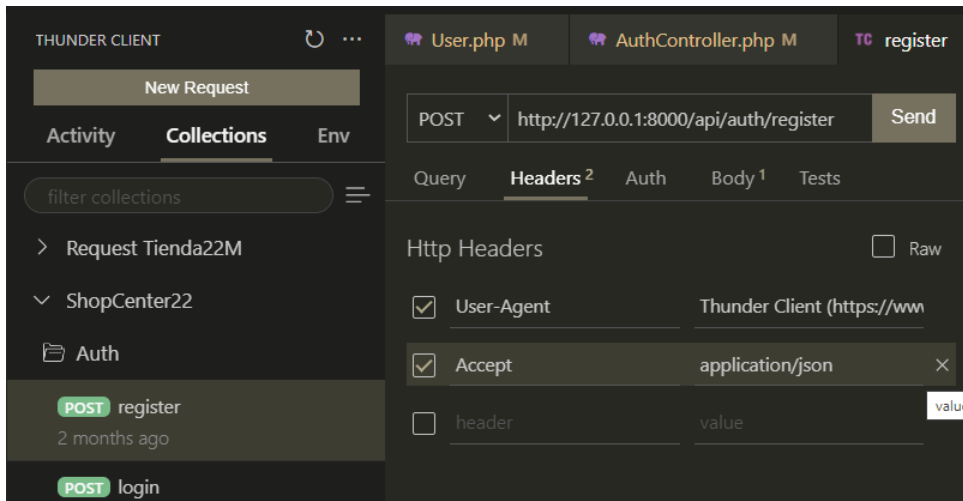 THUNDER CLIENT
New Request
Activity Collections Env
filter collections
Request Tienda22M
ShopCenter22
Auth
POST register
2 months ago
POST login
User.php M
AuthController.php M
TC register
POST http://127.0.0.1:8000/api/auth/register Send
Query Headers 2 Auth Body 1 Tests
Http Headers Raw
User-Agent Thunder Client (https://www
Accept application/json
header value